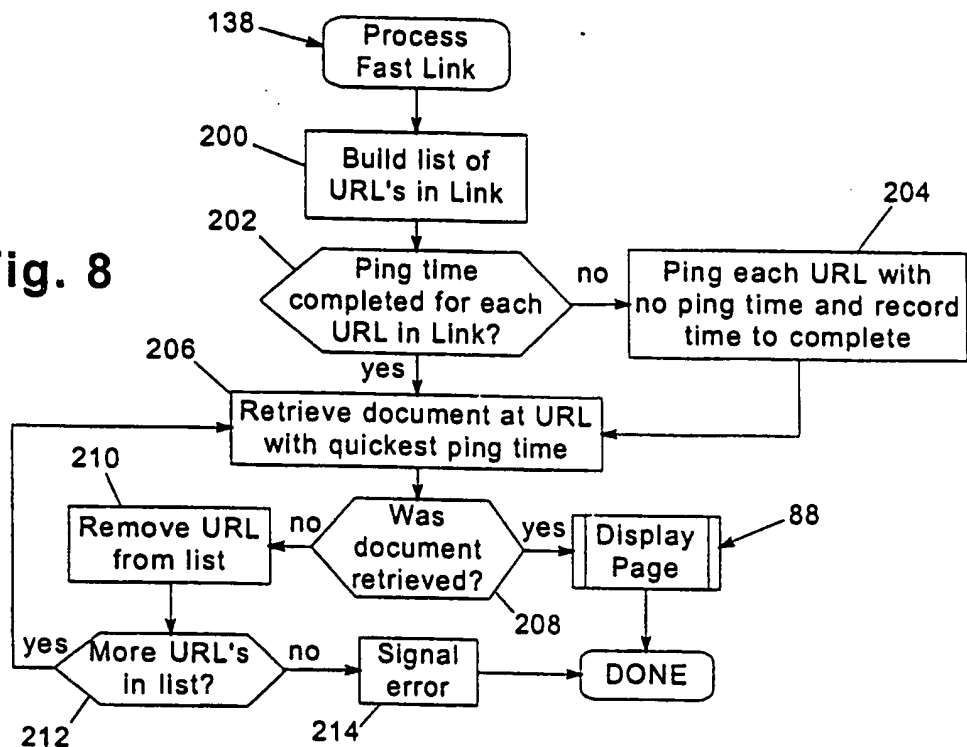 138
Process
Fast Link
200
Build list of
URL's in Link
202
204
ig. 8
Ping time
completed for each
URL in Link?
no
Ping each URL with
no ping time and record
time to complete
206
yes
Retrieve document at URL
with quickest ping time
210
Remove URL
from list
no
Was
document
retrieved?
yes
Display
Page
88
208
yes
More URL's
in list?
no
Signal
error
DONE
212
214